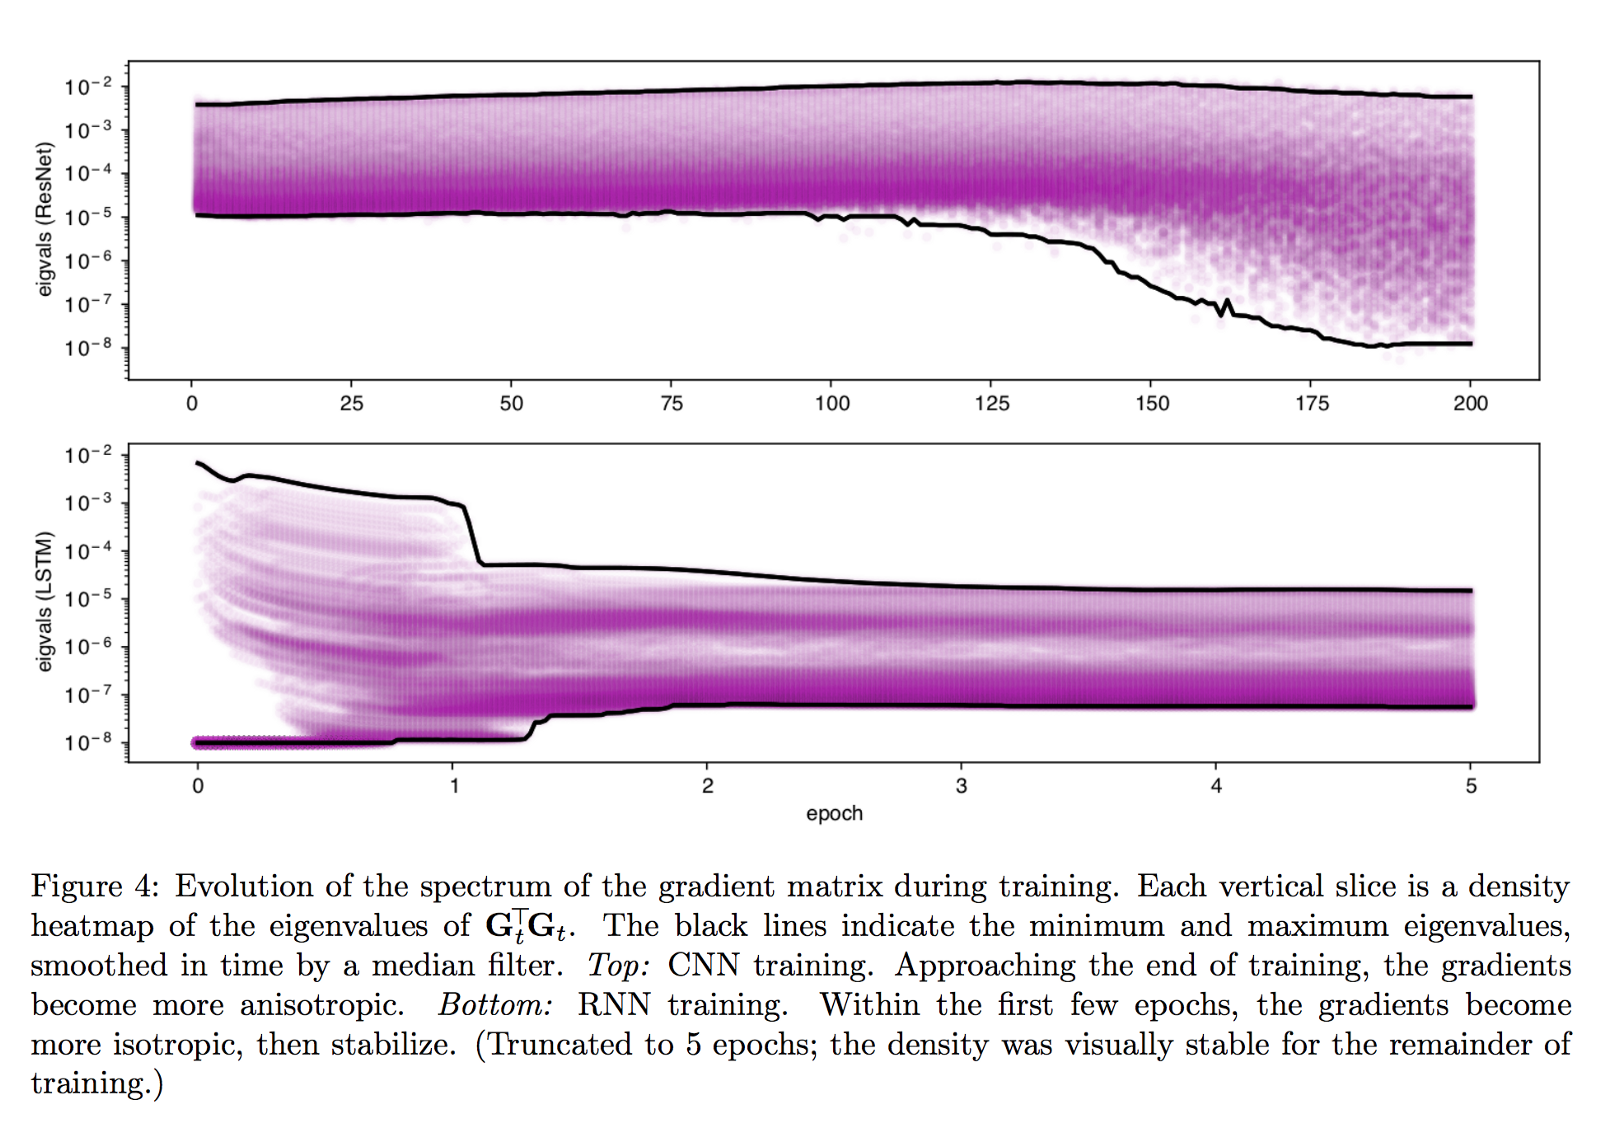 eigvals (ResNet)
10⁻²
10⁻³
10⁻⁴
10⁻⁵
10⁻⁶
10⁻⁷
10⁻⁸
0 25 50 75 100 125 150 175 200
eigvals (LSTM)
10⁻²
10⁻³
10⁻⁴
10⁻⁵
10⁻⁶
10⁻⁷
10⁻⁸
0 1 2 3 4 5
epoch
Figure 4: Evolution of the spectrum of the gradient matrix during training. Each vertical slice is a density
heatmap of the eigenvalues of G⊤ₜGₜ. The black lines indicate the minimum and maximum eigenvalues,
smoothed in time by a median filter. Top: CNN training. Approaching the end of training, the gradients
become more anisotropic. Bottom: RNN training. Within the first few epochs, the gradients become
more isotropic, then stabilize. (Truncated to 5 epochs; the density was visually stable for the remainder of
training.)